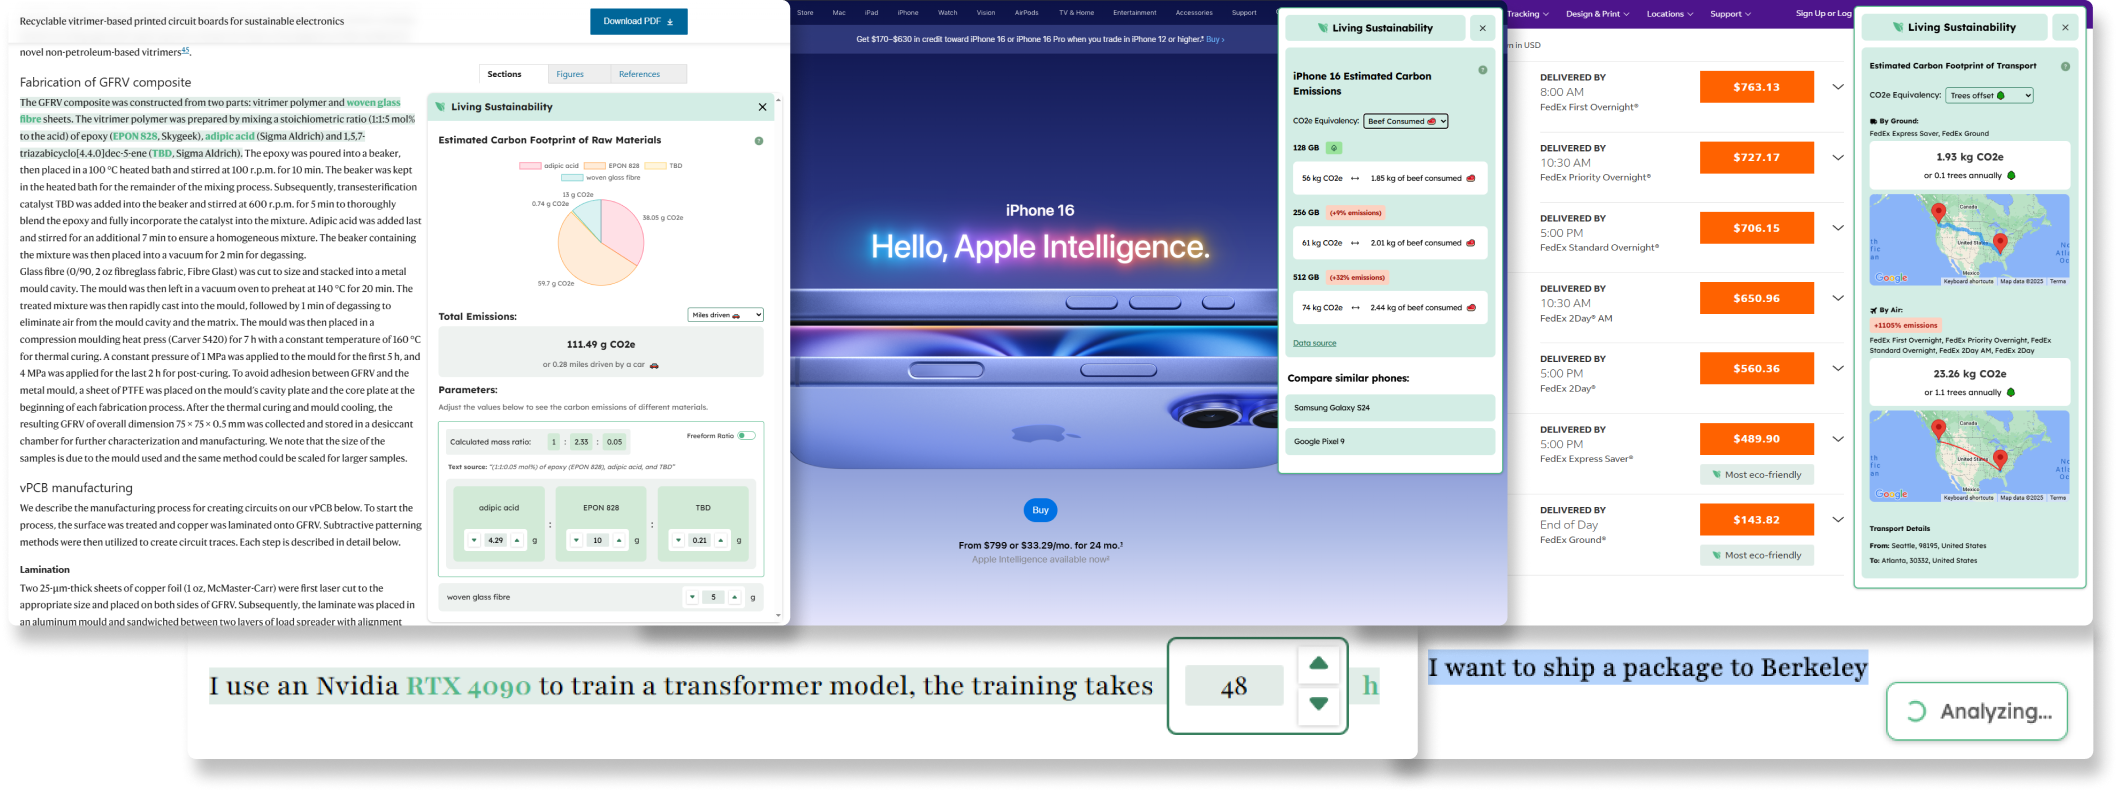 Recyclable vitrimer-based printed circuit boards for sustainable electronics
Download PDF
novel non-petroleum-based vitrimers45.
Fabrication of GFRV composite
The GFRV composite was constructed from two parts: vitrimer polymer and woven glass
fibre sheets. The vitrimer polymer was prepared by mixing a stoichiometric ratio (1:1:5 mol%
to the acid) of epoxy (EPON 828, Skygeek), adipic acid (Sigma Aldrich) and 1,5,7-
triazabicyclo[4.4.0]dec-5-ene (TBD, Sigma Aldrich). The epoxy was poured into a beaker,
then placed in a 100 °C heated bath and stirred at 100 r.p.m. for 10 min. The beaker was kept
in the heated bath for the remainder of the mixing process. Subsequently, transesterification
catalyst TBD was added into the beaker and stirred at 600 r.p.m. for 5 min to thoroughly
blend the epoxy and fully incorporate the catalyst into the mixture. Adipic acid was added last
and stirred for an additional 7 min to ensure a homogeneous mixture. The beaker containing
the mixture was then placed into a vacuum for 2 min for degassing.
Glass fibre (0/90, 2 oz fibreglass fabric, Fibre Glast) was cut to size and stacked into a metal
mould cavity. The mould was then left in a vacuum oven to preheat at 140 °C for 20 min. The
treated mixture was then rapidly cast into the mould, followed by 1 min of degassing to
eliminate air from the mould cavity and the matrix. The mould was then placed in a
compression moulding heat press (Carver 5420) for 7 h with a constant temperature of 160 °C
for thermal curing. A constant pressure of 1 MPa was applied to the mould for the first 5 h, and
4 MPa was applied for the last 2 h for post-curing. To avoid adhesion between GFRV and the
metal mould, a sheet of PTFE was placed on the mould's cavity plate and the core plate at the
beginning of each fabrication process. After the thermal curing and mould cooling, the
resulting GFRV of overall dimension 75 × 75 × 0.5 mm was collected and stored in a desiccant
chamber for further characterization and manufacturing. We note that the size of the
samples is due to the mould used and the same method could be scaled for larger samples.
vPCB manufacturing
We describe the manufacturing process for creating circuits on our vPCB below. To start the
process, the surface was treated and copper was laminated onto GFRV. Subtractive patterning
methods were then utilized to create circuit traces. Each step is described in detail below.
Lamination
Two 25-μm-thick sheets of copper foil (1 oz, McMaster-Carr) were first laser cut to the
appropriate size and placed on both sides of GFRV. Subsequently, the laminate was placed in
an aluminum mould and sandwiched between two layers of load spreader with alignment
Sections Figures References
Living Sustainability
Estimated Carbon Footprint of Raw Materials
adipic acid EPON 828 TBD
woven glass fibre
13 g CO2e
0.74 g CO2e
38.05 g CO2e
59.7 g CO2e
Total Emissions:
Miles driven
111.49 g CO2e
or 0.28 miles driven by a car
Parameters:
Adjust the values below to see the carbon emissions of different materials.
Calculated mass ratio: 1 : 2.33 : 0.05
Freeform Ratio
Text source: "(1:1:0.05 mol%) of epoxy (EPON 828), adipic acid, and TBD"
adipic acid : EPON 828 : TBD
4.29 g 10 g 0.21 g
woven glass fibre 5 g
Store Mac iPad iPhone Watch Vision AirPods TV & Home Entertainment Accessories Support
Get $170–$630 in credit toward iPhone 16 or iPhone 16 Pro when you trade in iPhone 12 or higher.* Buy >
iPhone 16
Hello, Apple Intelligence.
Buy
From $799 or $33.29/mo. for 24 mo.
Apple Intelligence available now
Living Sustainability
iPhone 16 Estimated Carbon
Emissions
CO2e Equivalency: Beef Consumed
128 GB
56 kg CO2e ↔ 1.85 kg of beef consumed
256 GB (+9% emissions)
61 kg CO2e ↔ 2.01 kg of beef consumed
512 GB (+32% emissions)
74 kg CO2e ↔ 2.44 kg of beef consumed
Data source
Compare similar phones:
Samsung Galaxy S24
Google Pixel 9
Tracking Design & Print Locations Support Sign Up or Log
in USD
DELIVERED BY
8:00 AM
FedEx First Overnight®
$763.13
DELIVERED BY
10:30 AM
FedEx Priority Overnight®
$727.17
DELIVERED BY
5:00 PM
FedEx Standard Overnight®
$706.15
DELIVERED BY
10:30 AM
FedEx 2Day® AM
$650.96
DELIVERED BY
5:00 PM
FedEx 2Day®
$560.36
DELIVERED BY
5:00 PM
FedEx Express Saver®
$489.90
Most eco-friendly
DELIVERED BY
End of Day
FedEx Ground®
$143.82
Most eco-friendly
Living Sustainability
Estimated Carbon Footprint of Transport
CO2e Equivalency: Trees offset
By Ground:
FedEx Express Saver, FedEx Ground
1.93 kg CO2e
or 0.1 trees annually
Canada
United States
Mexico
Google
Keyboard shortcuts Map data ©2025 Terms
By Air:
+1105% emissions
FedEx First Overnight, FedEx Priority Overnight, FedEx
Standard Overnight, FedEx 2Day AM, FedEx 2Day
23.26 kg CO2e
or 1.1 trees annually
Canada
United States
Mexico
Google
Keyboard shortcuts Map data ©2025 Terms
Transport Details
From: Seattle, 98195, United States
To: Atlanta, 30332, United States
I use an Nvidia RTX 4090 to train a transformer model, the training takes 48 h
I want to ship a package to Berkeley
Analyzing...